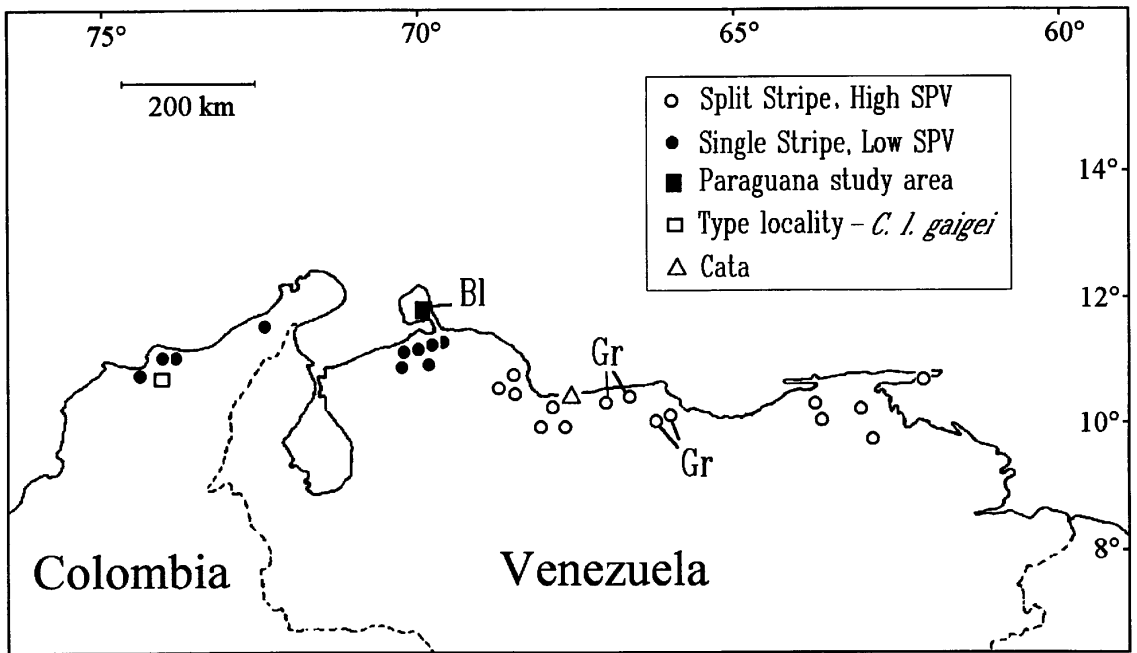 75° 70° 65° 60°
200 km
○ Split Stripe, High SPV
● Single Stripe, Low SPV
■ Paraguana study area
□ Type locality – C. l. gaigei
△ Cata
14°
12°
Bl
Gr
10°
Gr
8°
Colombia Venezuela